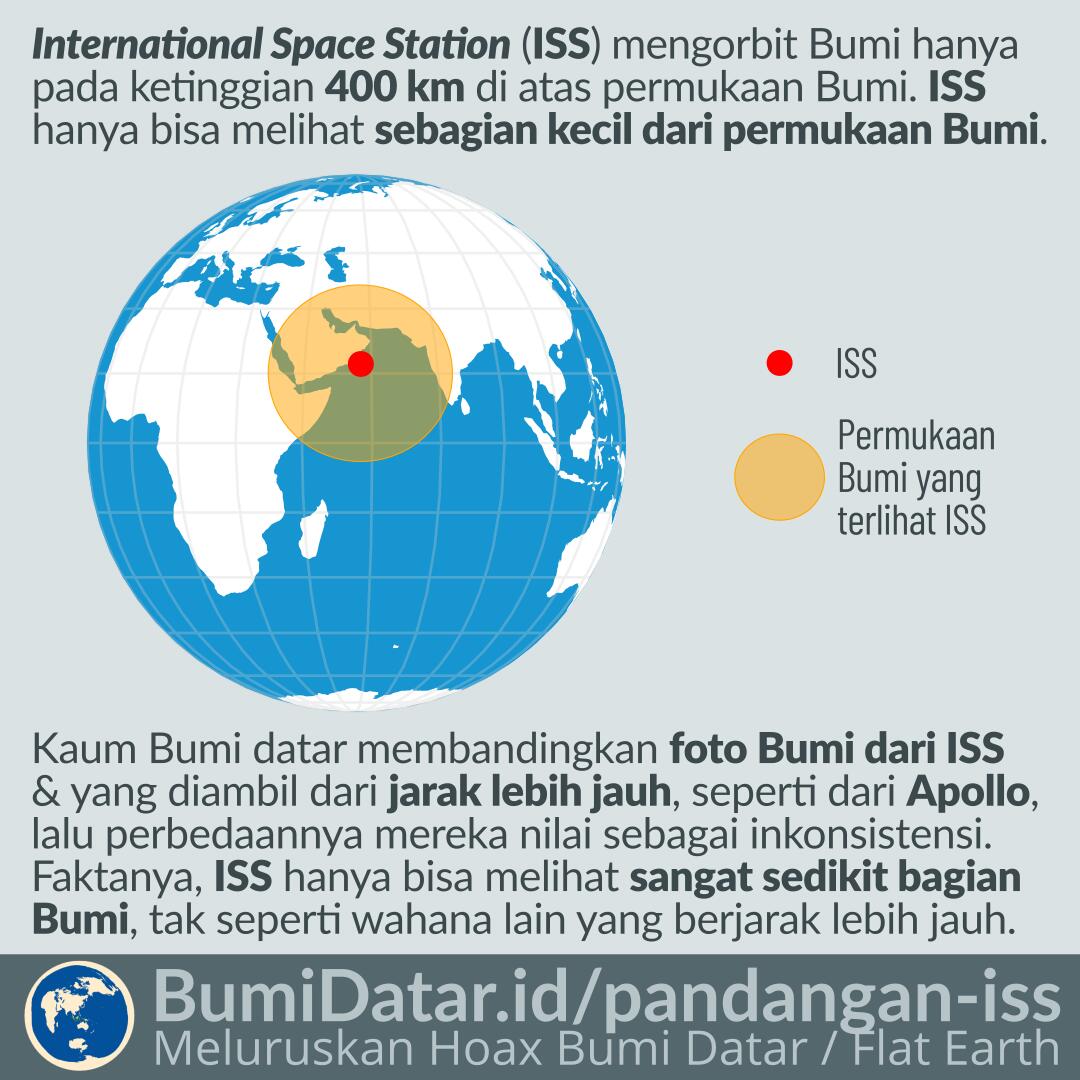 International Space Station (ISS) mengorbit Bumi hanya
pada ketinggian 400 km di atas permukaan Bumi. ISS
hanya bisa melihat sebagian kecil dari permukaan Bumi.
ISS
Permukaan
Bumi yang
terlihat ISS
Kaum Bumi datar membandingkan foto Bumi dari ISS
& yang diambil dari jarak lebih jauh, seperti dari Apollo,
lalu perbedaannya mereka nilai sebagai inkonsistensi.
Faktanya, ISS hanya bisa melihat sangat sedikit bagian
Bumi, tak seperti wahana lain yang berjarak lebih jauh.
BumiDatar.id/pandangan-iss
Meluruskan Hoax Bumi Datar / Flat Earth